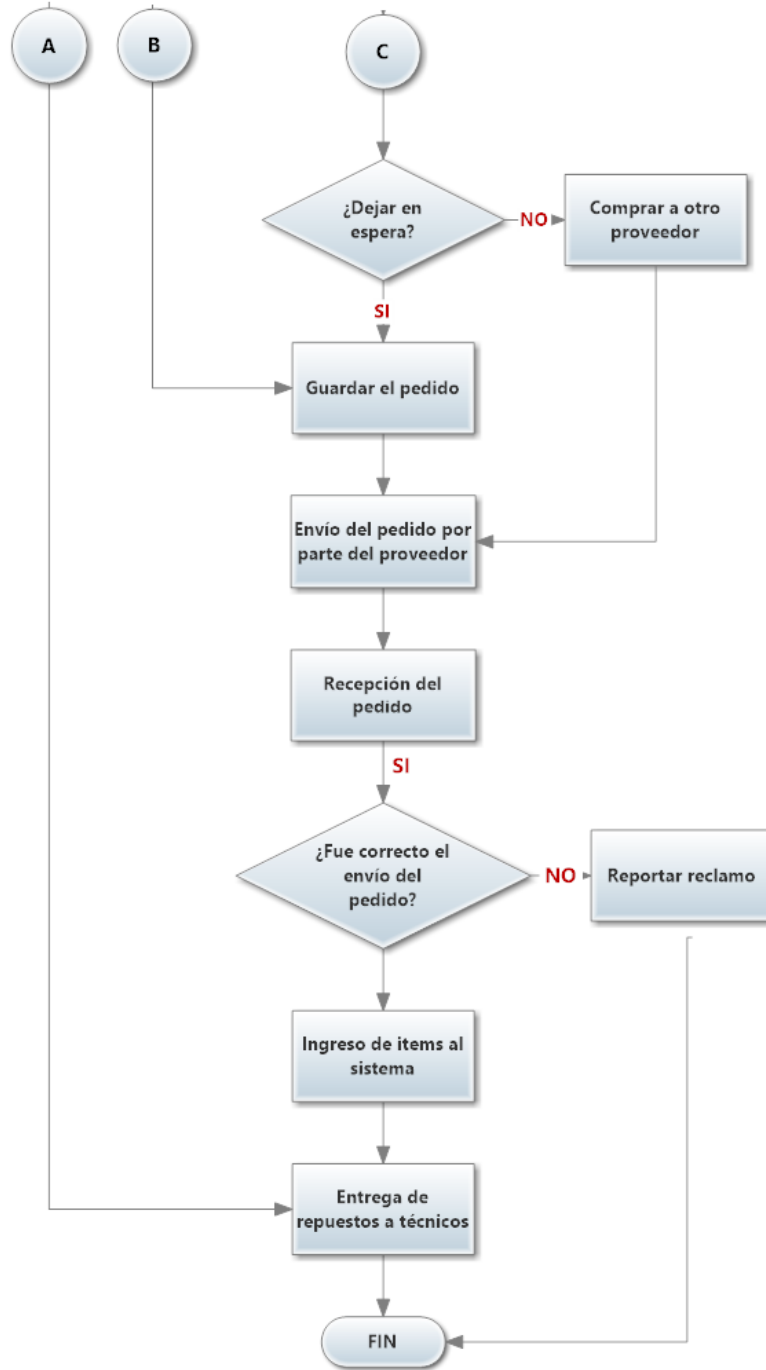 A
B
C
¿Dejar en
espera?
NO
Comprar a otro
proveedor
SI
Guardar el pedido
Envío del pedido por
parte del proveedor
Recepción del
pedido
SI
¿Fue correcto el
envío del
pedido?
NO
Reportar reclamo
Ingreso de items al
sistema
Entrega de
repuestos a técnicos
FIN